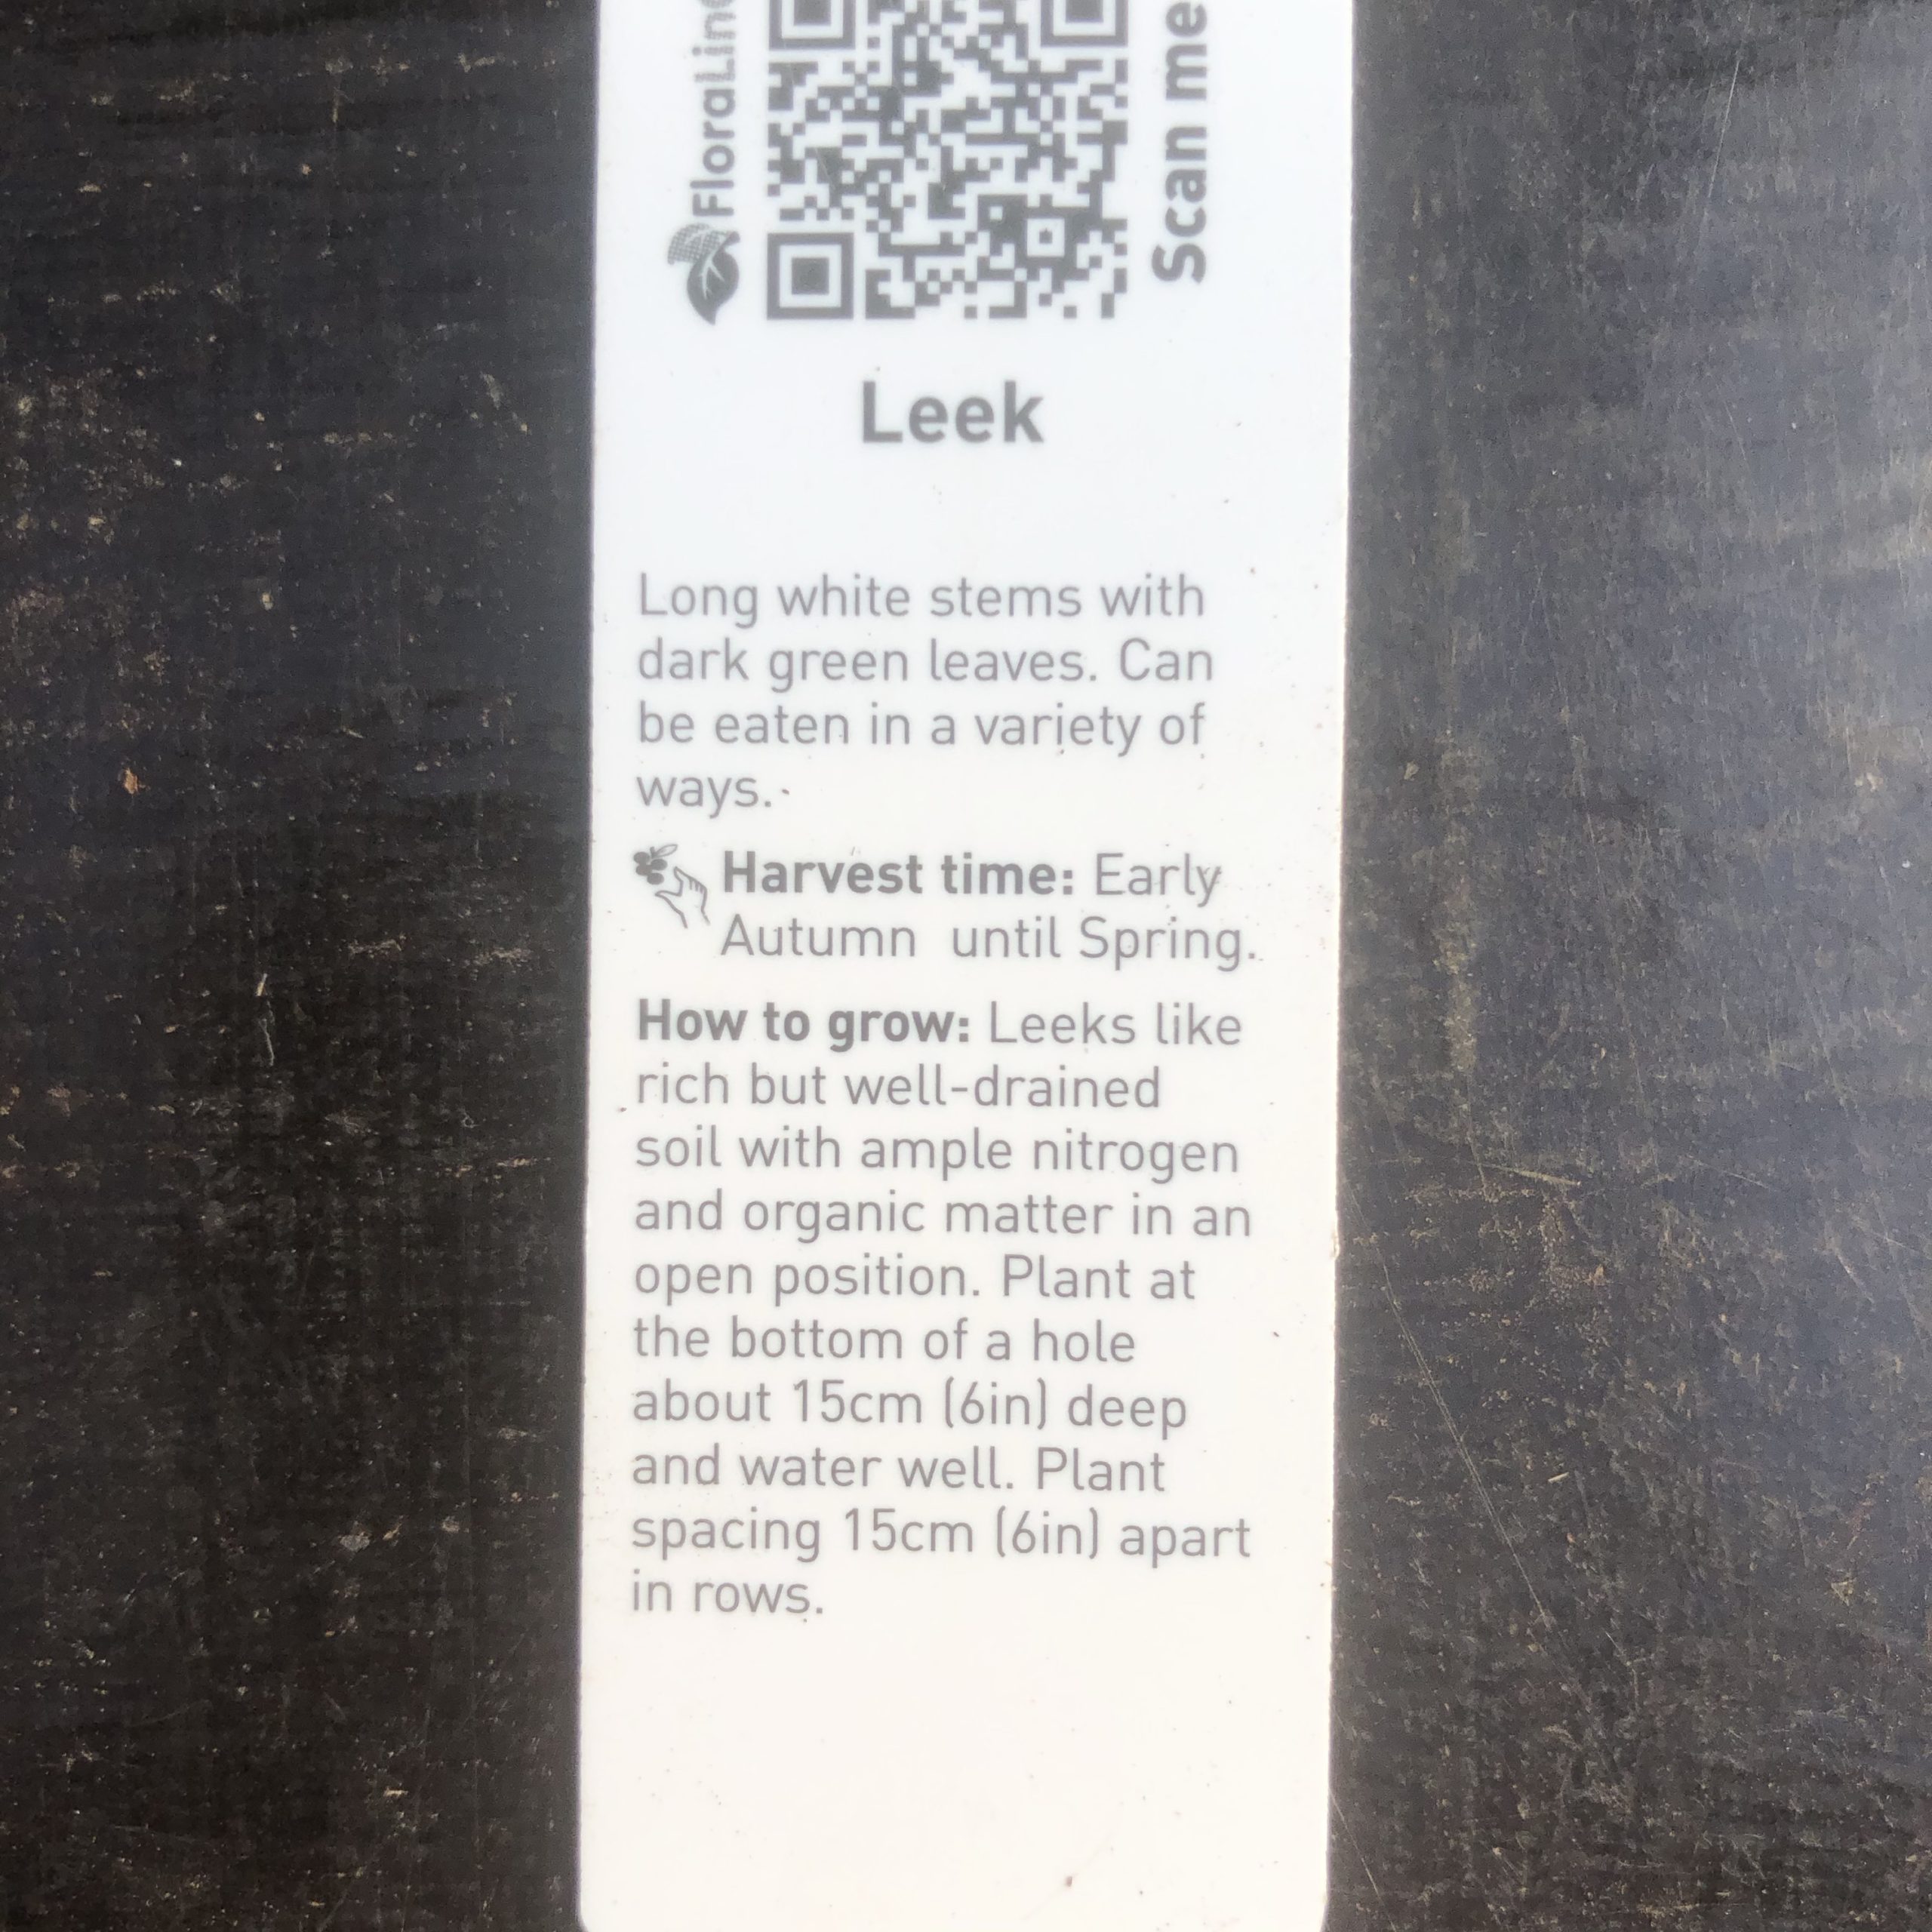 FloraLine
Scan me
Leek
Long white stems with
dark green leaves. Can
be eaten in a variety of
ways.
Harvest time: Early
Autumn  until Spring.
How to grow: Leeks like
rich but well-drained
soil with ample nitrogen
and organic matter in an
open position. Plant at
the bottom of a hole
about 15cm (6in) deep
and water well. Plant
spacing 15cm (6in) apart
in rows.